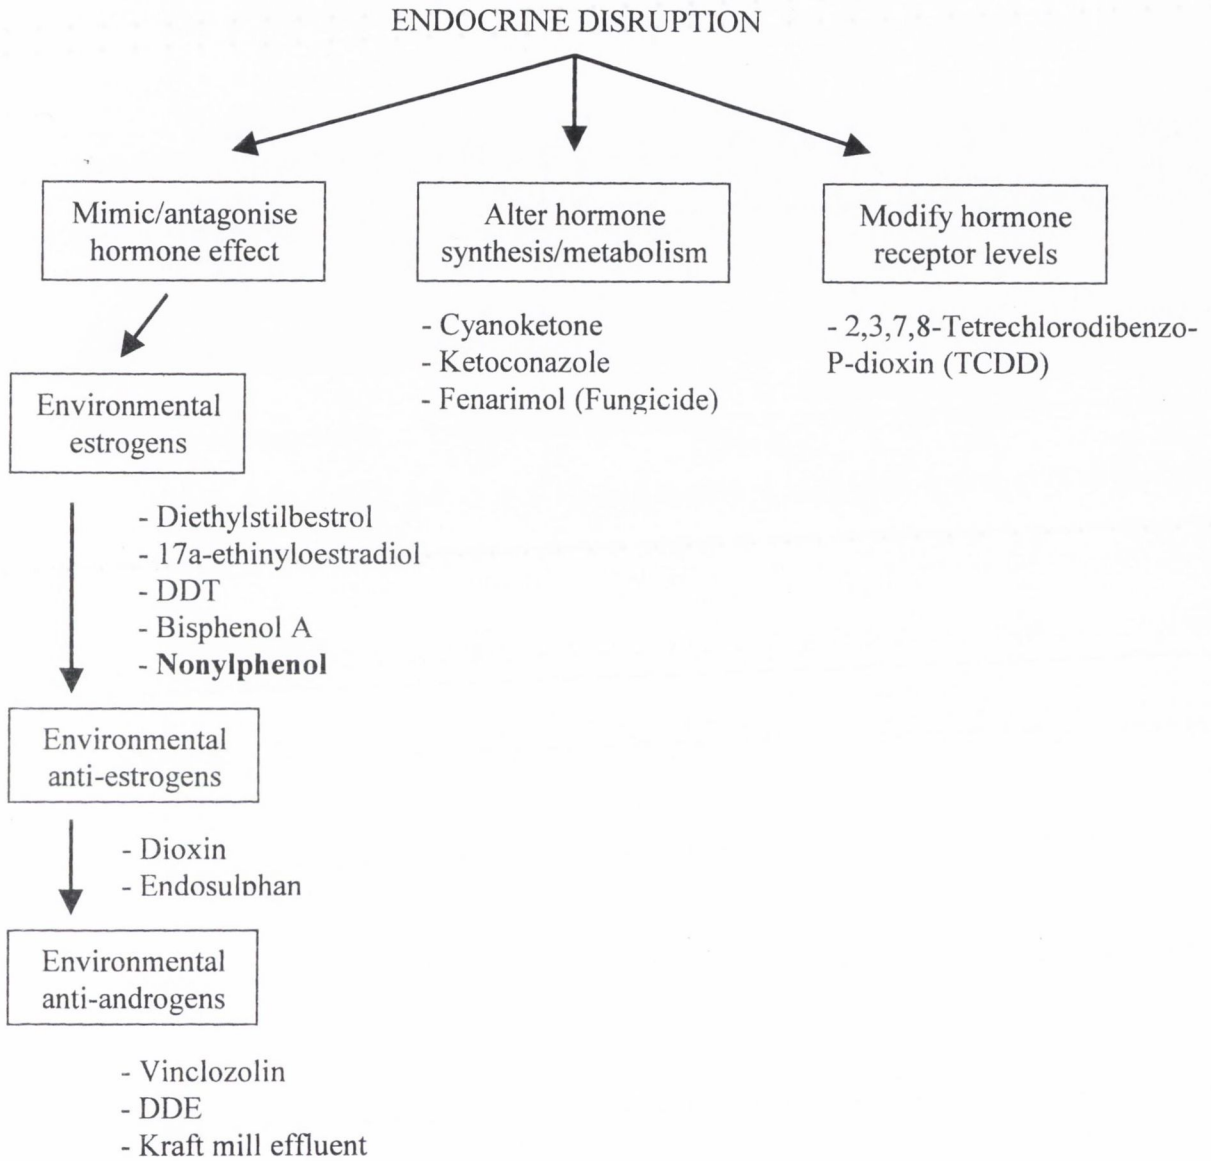 ENDOCRINE DISRUPTION
Mimic/antagonise
hormone effect
Alter hormone
synthesis/metabolism
Modify hormone
receptor levels
- Cyanoketone
- Ketoconazole
- Fenarimol (Fungicide)
- 2,3,7,8-Tetrechlorodibenzo-
P-dioxin (TCDD)
Environmental
estrogens
- Diethylstilbestrol
- 17a-ethinyloestradiol
- DDT
- Bisphenol A
- Nonylphenol
Environmental
anti-estrogens
- Dioxin
- Endosulphan
Environmental
anti-androgens
- Vinclozolin
- DDE
- Kraft mill effluent